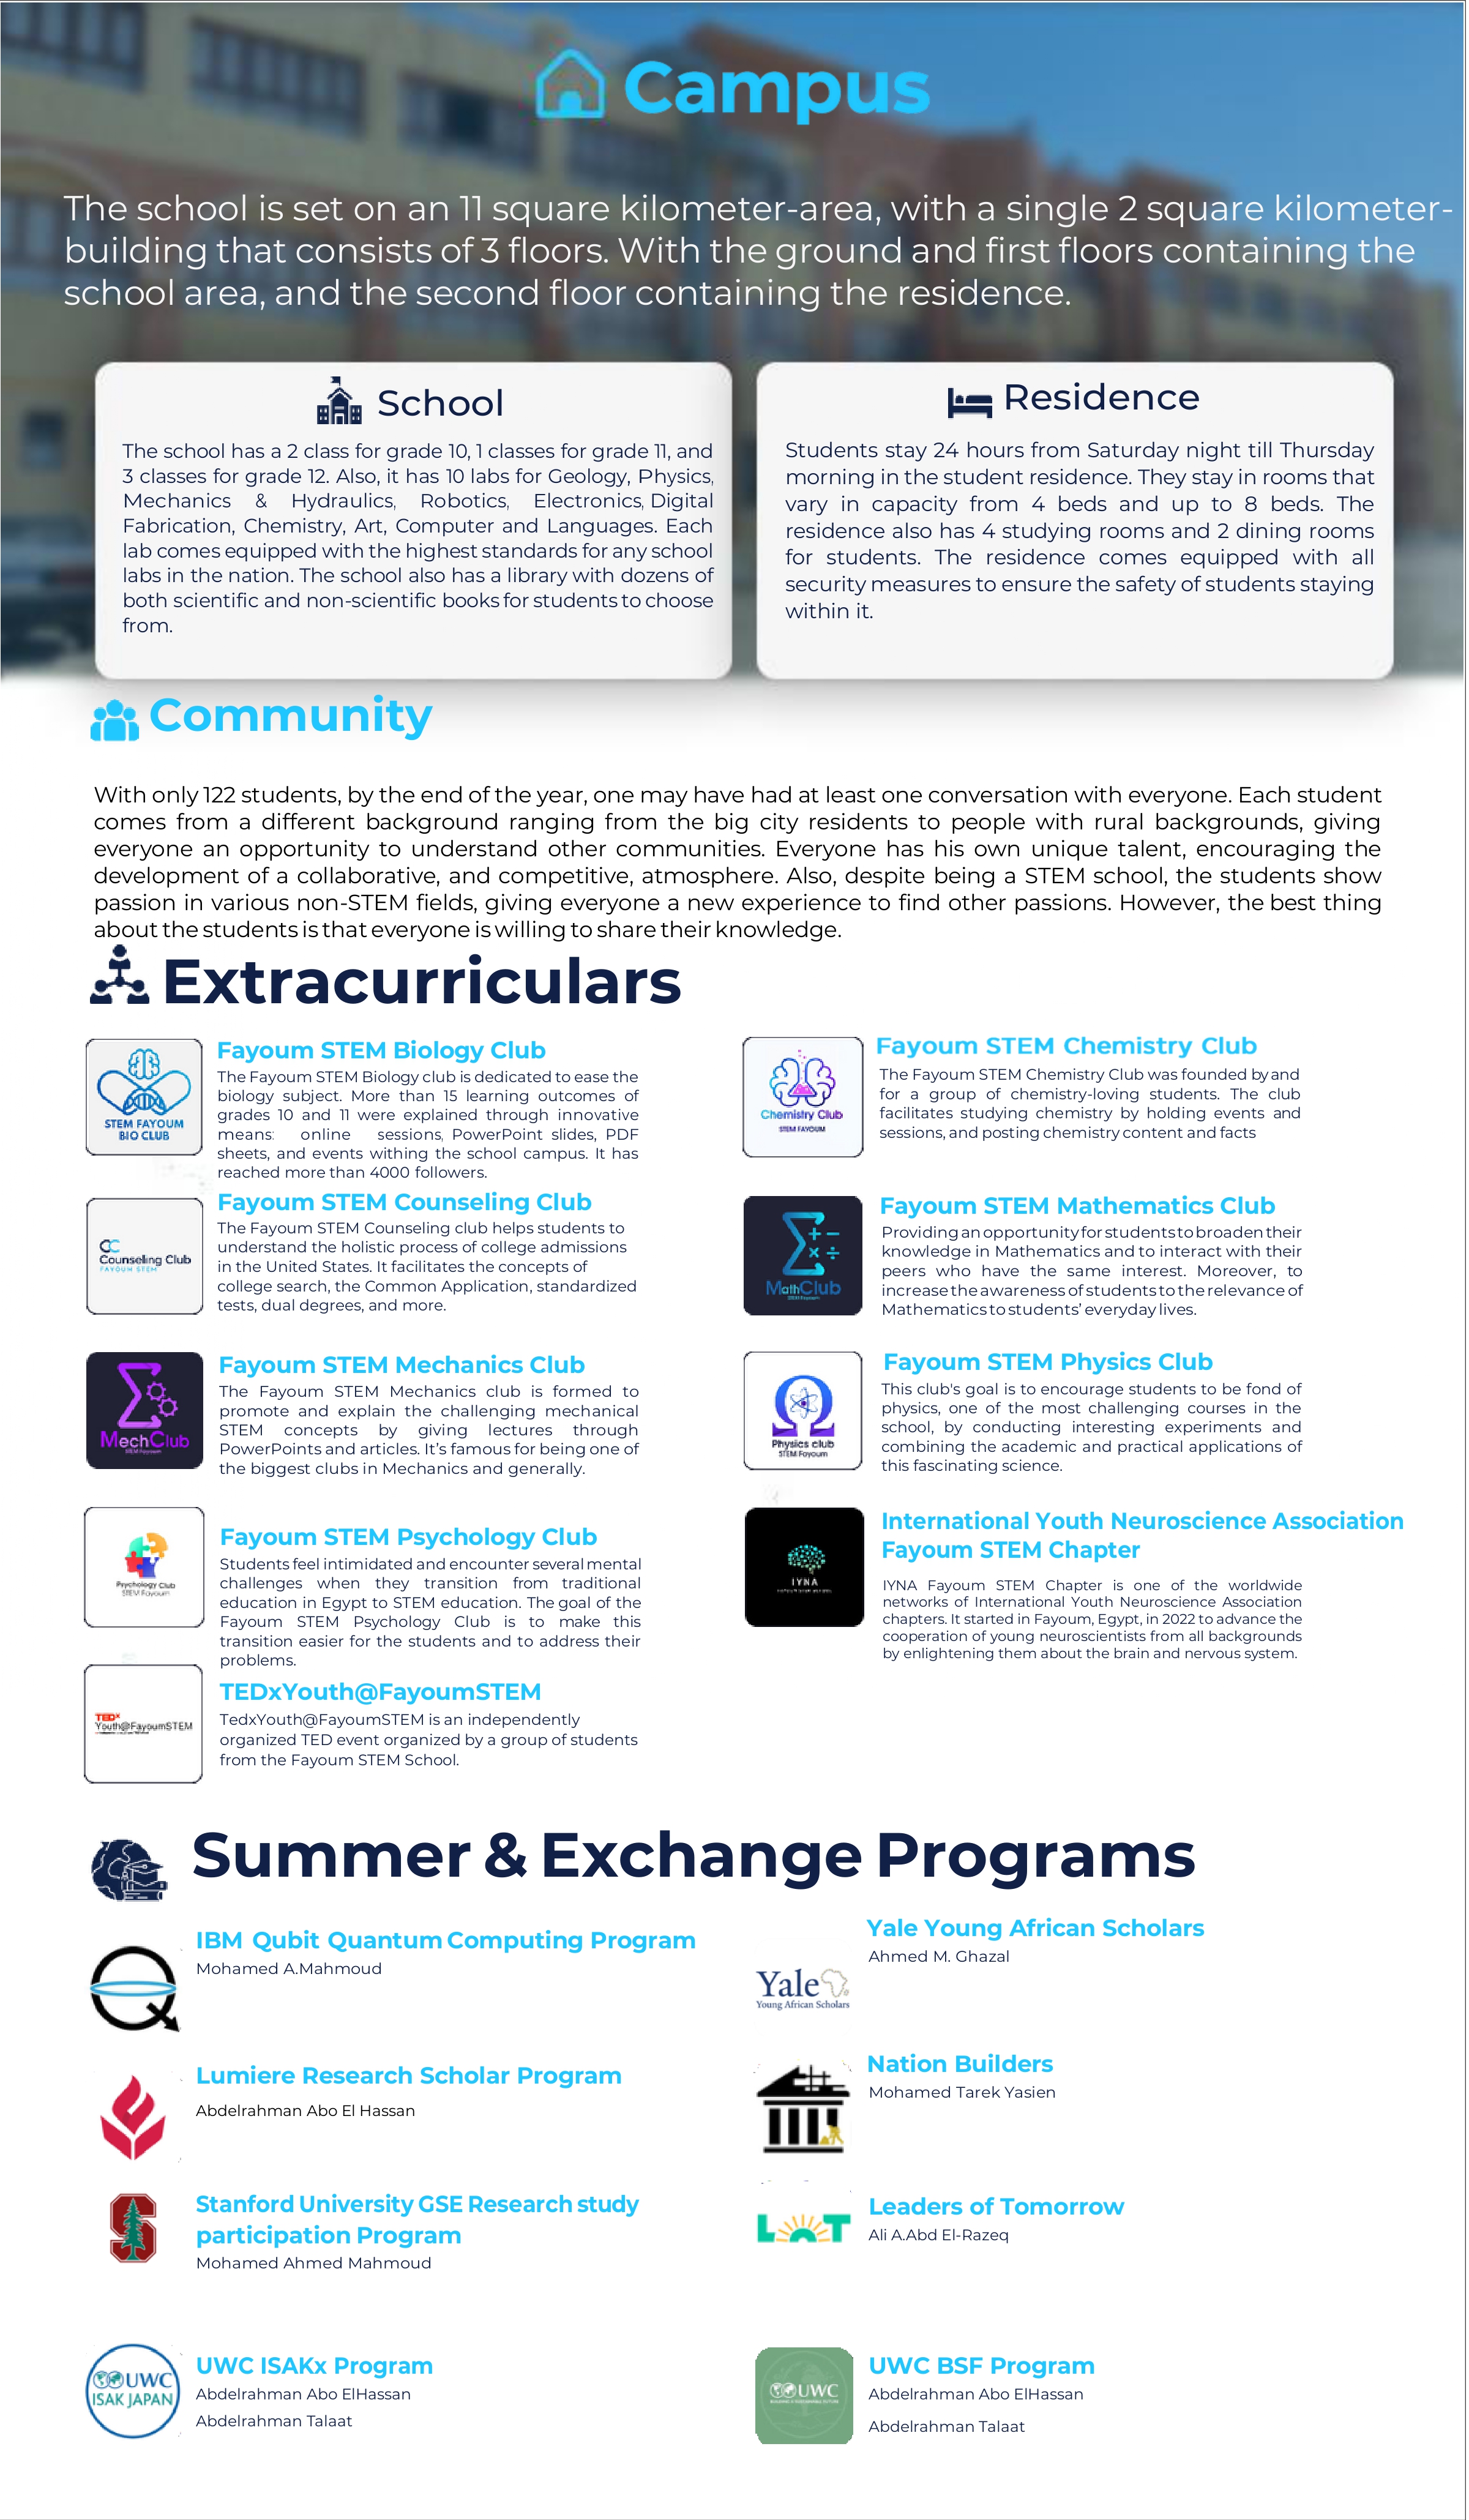 Campus
The school is set on an 11 square kilometer-area, with a single 2 square kilometer-
building that consists of 3 floors. With the ground and first floors containing the
school area, and the second floor containing the residence.
School
The school has a 2 class for grade 10, 1 classes for grade 11, and
3 classes for grade 12. Also, it has 10 labs for Geology, Physics,
Mechanics & Hydraulics, Robotics, Electronics, Digital
Fabrication, Chemistry, Art, Computer and Languages. Each
lab comes equipped with the highest standards for any school
labs in the nation. The school also has a library with dozens of
both scientific and non-scientific books for students to choose
from.
Residence
Students stay 24 hours from Saturday night till Thursday
morning in the student residence. They stay in rooms that
vary in capacity from 4 beds and up to 8 beds. The
residence also has 4 studying rooms and 2 dining rooms
for students. The residence comes equipped with all
security measures to ensure the safety of students staying
within it.
Community
With only 122 students, by the end of the year, one may have had at least one conversation with everyone. Each student
comes from a different background ranging from the big city residents to people with rural backgrounds, giving
everyone an opportunity to understand other communities. Everyone has his own unique talent, encouraging the
development of a collaborative, and competitive, atmosphere. Also, despite being a STEM school, the students show
passion in various non-STEM fields, giving everyone a new experience to find other passions. However, the best thing
about the students is that everyone is willing to share their knowledge.
Extracurriculars
STEM FAYOUM
BIO CLUB
Fayoum STEM Biology Club
The Fayoum STEM Biology club is dedicated to ease the
biology subject. More than 15 learning outcomes of
grades 10 and 11 were explained through innovative
means: online sessions, PowerPoint slides, PDF
sheets, and events withing the school campus. It has
reached more than 4000 followers.
Chemistry Club
STEM FAYOUM
Fayoum STEM Chemistry Club
The Fayoum STEM Chemistry Club was founded by and
for a group of chemistry-loving students. The club
facilitates studying chemistry by holding events and
sessions, and posting chemistry content and facts
CC
Counseling Club
FAYOUM STEM
Fayoum STEM Counseling Club
The Fayoum STEM Counseling club helps students to
understand the holistic process of college admissions
in the United States. It facilitates the concepts of
college search, the Common Application, standardized
tests, dual degrees, and more.
MathClub
STEM Fayoum
Fayoum STEM Mathematics Club
Providing an opportunity for students to broaden their
knowledge in Mathematics and to interact with their
peers who have the same interest. Moreover, to
increase the awareness of students to the relevance of
Mathematics to students' everyday lives.
MechClub
STEM Fayoum
Fayoum STEM Mechanics Club
The Fayoum STEM Mechanics club is formed to
promote and explain the challenging mechanical
STEM concepts by giving lectures through
PowerPoints and articles. It's famous for being one of
the biggest clubs in Mechanics and generally.
Physics club
STEM Fayoum
Fayoum STEM Physics Club
This club's goal is to encourage students to be fond of
physics, one of the most challenging courses in the
school, by conducting interesting experiments and
combining the academic and practical applications of
this fascinating science.
Psychology Club
STEM Fayoum
Fayoum STEM Psychology Club
Students feel intimidated and encounter several mental
challenges when they transition from traditional
education in Egypt to STEM education. The goal of the
Fayoum STEM Psychology Club is to make this
transition easier for the students and to address their
problems.
IYNA
International Youth Neuroscience Association
Fayoum STEM Chapter
IYNA Fayoum STEM Chapter is one of the worldwide
networks of International Youth Neuroscience Association
chapters. It started in Fayoum, Egypt, in 2022 to advance the
cooperation of young neuroscientists from all backgrounds
by enlightening them about the brain and nervous system.
TEDx
Youth@FayoumSTEM
TEDxYouth@FayoumSTEM
TedxYouth@FayoumSTEM is an independently
organized TED event organized by a group of students
from the Fayoum STEM School.
Summer & Exchange Programs
IBM Qubit Quantum Computing Program
Mohamed A.Mahmoud
Yale
Young African Scholars
Yale Young African Scholars
Ahmed M. Ghazal
Lumiere Research Scholar Program
Abdelrahman Abo El Hassan
Nation Builders
Mohamed Tarek Yasien
S
Stanford University GSE Research study
participation Program
Mohamed Ahmed Mahmoud
LOT
Leaders of Tomorrow
Ali A.Abd El-Razeq
UWC
ISAK JAPAN
UWC ISAKx Program
Abdelrahman Abo ElHassan
Abdelrahman Talaat
UWC
UWC BSF Program
Abdelrahman Abo ElHassan
Abdelrahman Talaat